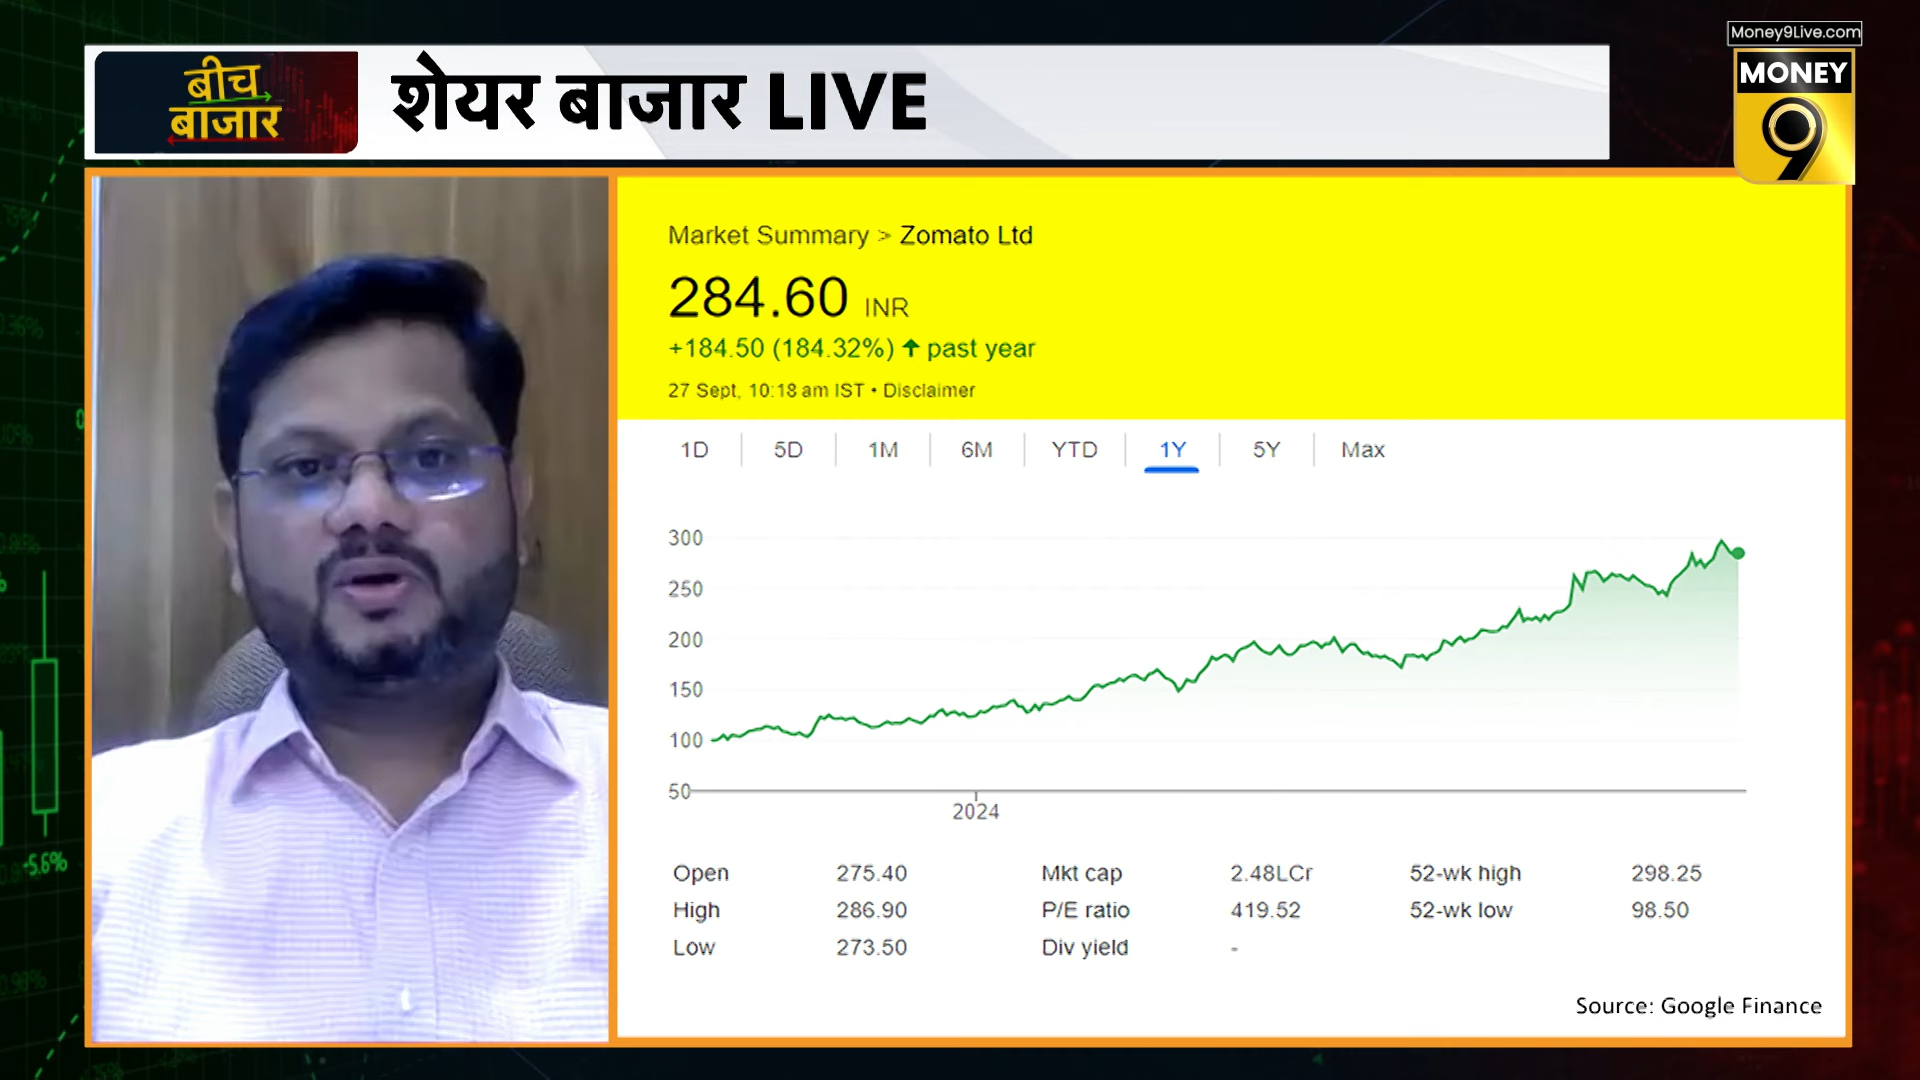 Money9Live.com
MONEY
9
बीच
बाजार
शेयर बाजार LIVE
Market Summary > Zomato Ltd
284.60 INR
+184.50 (184.32%) ↑ past year
27 Sept, 10:18 am IST • Disclaimer
1D 5D 1M 6M YTD 1Y 5Y Max
300
250
200
150
100
50
2024
Open 275.40 Mkt cap 2.48LCr 52-wk high 298.25
High 286.90 P/E ratio 419.52 52-wk low 98.50
Low 273.50 Div yield -
Source: Google Finance
-5.6%